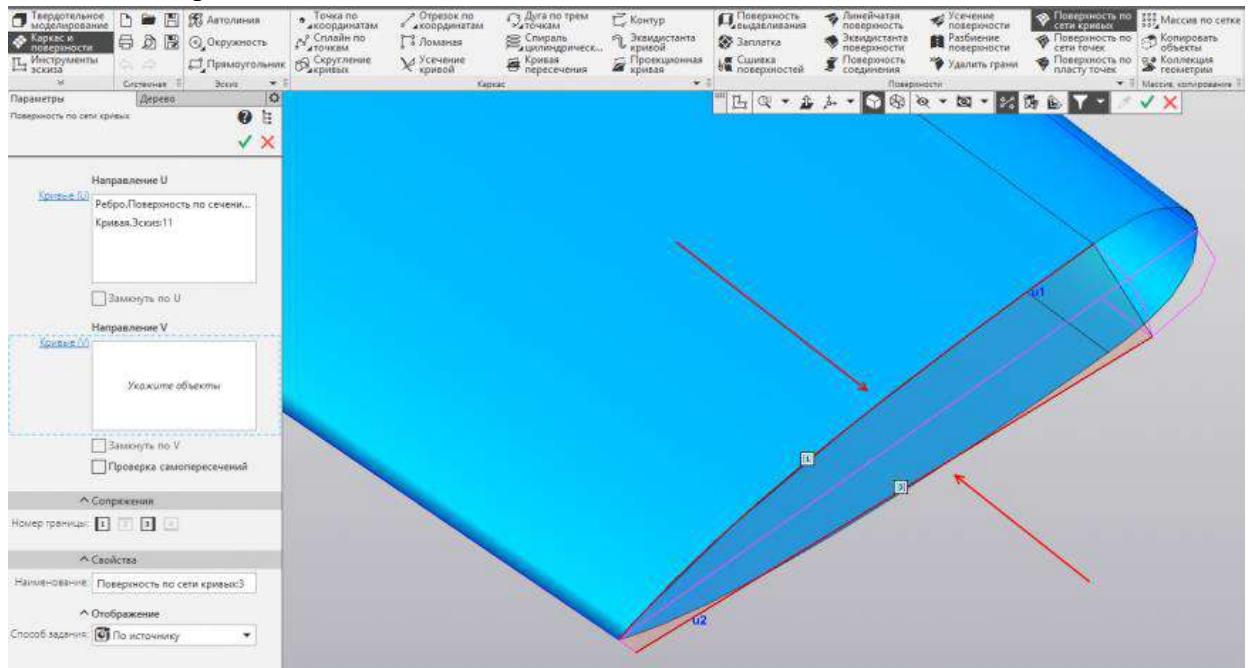 Твердотельное моделирование
Каркас и поверхности
Инструменты эскиза
Системная
Автолиния
Окружность
Прямоугольник
Эскиз
Точка по координатам
Сплайн по точкам
Скругление кривых
Отрезок по координатам
Ломаная
Усечение кривой
Дуга по трем точкам
Спираль цилиндрическ...
Кривая пересечения
Контур
Эквидистанта кривой
Проекционная кривая
Каркас
Поверхность выдавливания
Заплатка
Сшивка поверхностей
Линейчатая поверхность
Эквидистанта поверхности
Поверхность соединения
Усечение поверхности
Разбиение поверхности
Удалить грани
Поверхность по сети кривых
Поверхность по сети точек
Поверхность по пласту точек
Поверхности
Массив по сетке
Копировать объекты
Коллекция геометрии
Массив, копирование
Параметры
Дерево
Поверхность по сети кривых
Направление U
Кривые (U)
Ребро.Поверхность по сечени...
Кривая.Эскиз:11
Замкнуть по U
Направление V
Кривые (V)
Укажите объекты
Замкнуть по V
Проверка самопересечений
Сопряжения
Номер границы: 1 2 3 4
Свойства
Наименование: Поверхность по сети кривых:3
Отображение
Способ задания: По источнику
u1
1
3
u2